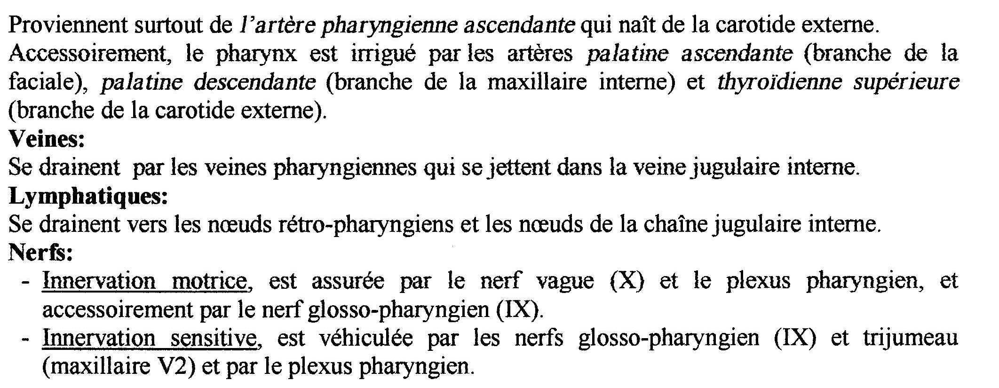 Proviennent surtout de l'artère pharyngienne ascendante qui naît de la carotide externe.
Accessoirement, le pharynx est irrigué par les artères palatine ascendante (branche de la
faciale), palatine descendante (branche de la maxillaire interne) et thyroïdienne supérieure
(branche de la carotide externe).
Veines:
Se drainent par les veines pharyngiennes qui se jettent dans la veine jugulaire interne.
Lymphatiques:
Se drainent vers les nœuds rétro-pharyngiens et les nœuds de la chaîne jugulaire interne.
Nerfs:
- Innervation motrice, est assurée par le nerf vague (X) et le plexus pharyngien, et
accessoirement par le nerf glosso-pharyngien (IX).
- Innervation sensitive, est véhiculée par les nerfs glosso-pharyngien (IX) et trijumeau
(maxillaire V2) et par le plexus pharyngien.